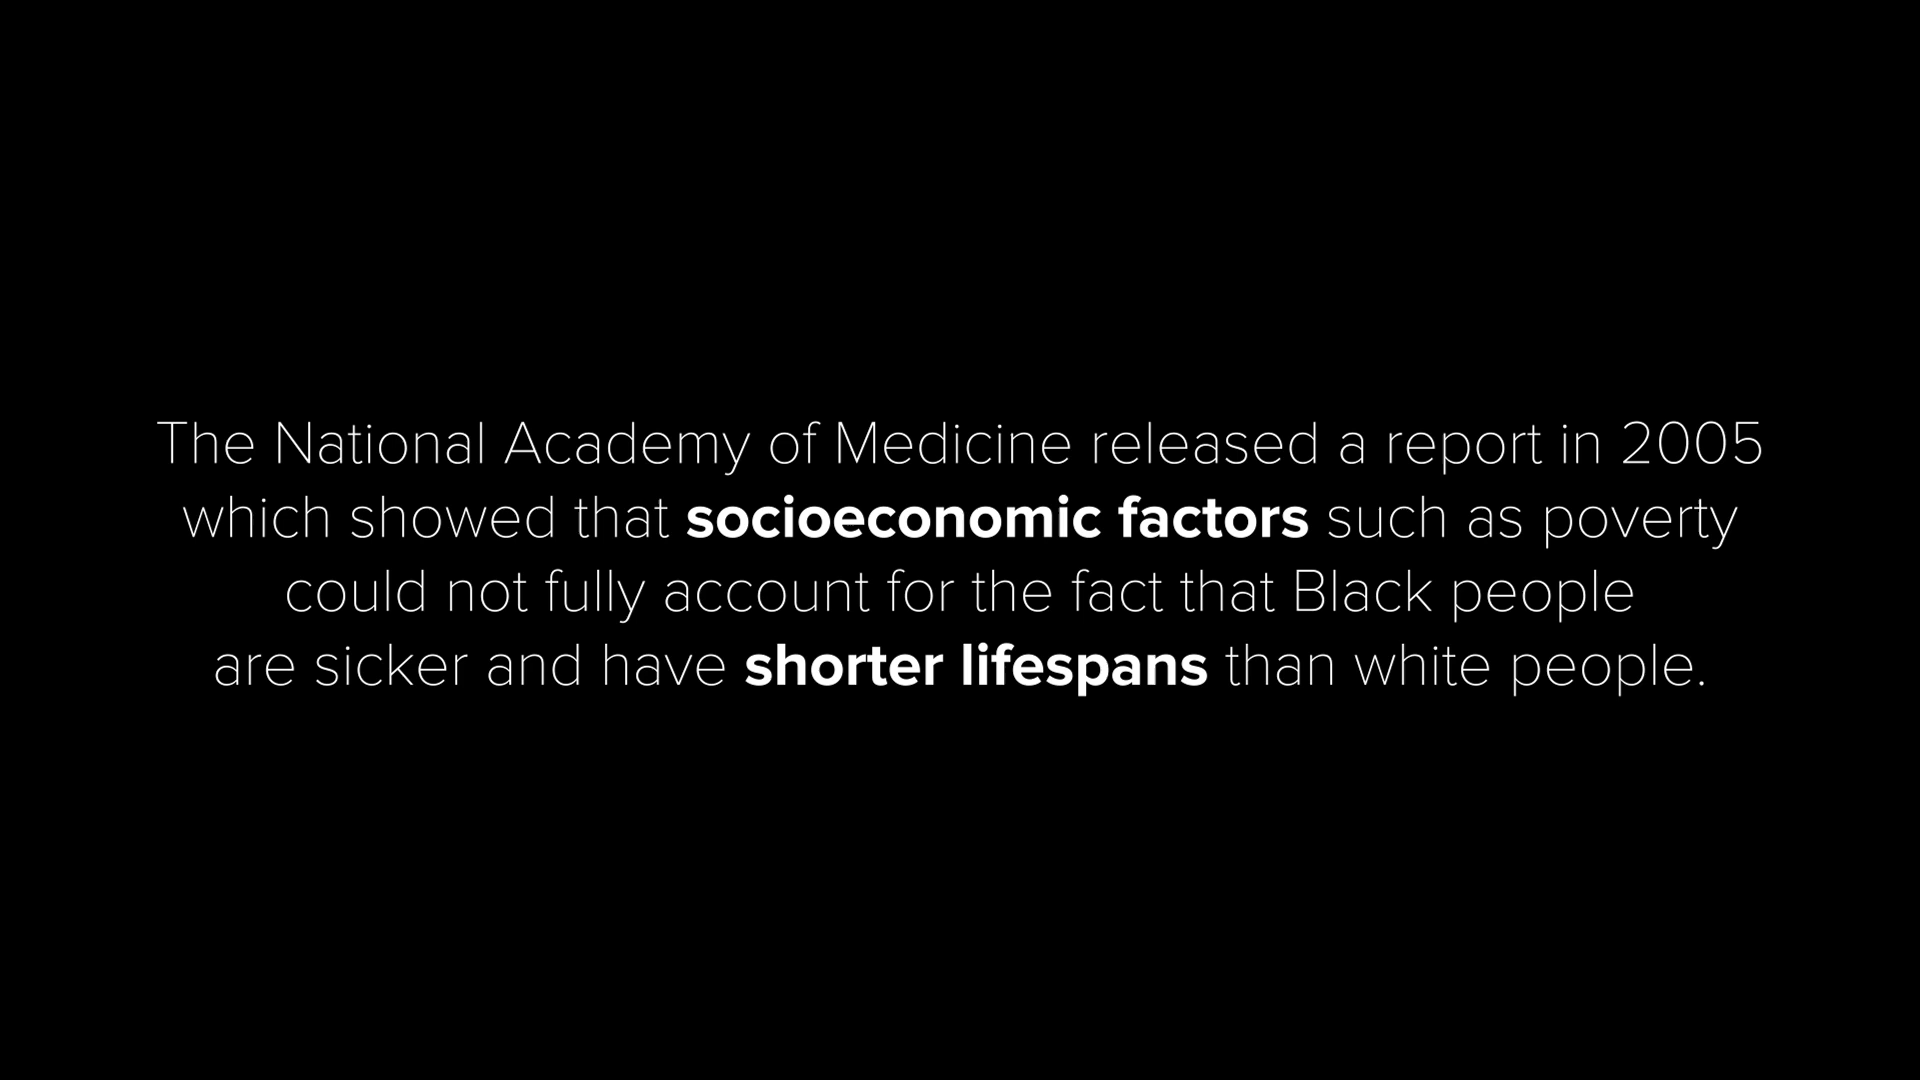 The National Academy of Medicine released a report in 2005
which showed that socioeconomic factors such as poverty
could not fully account for the fact that Black people
are sicker and have shorter lifespans than white people.